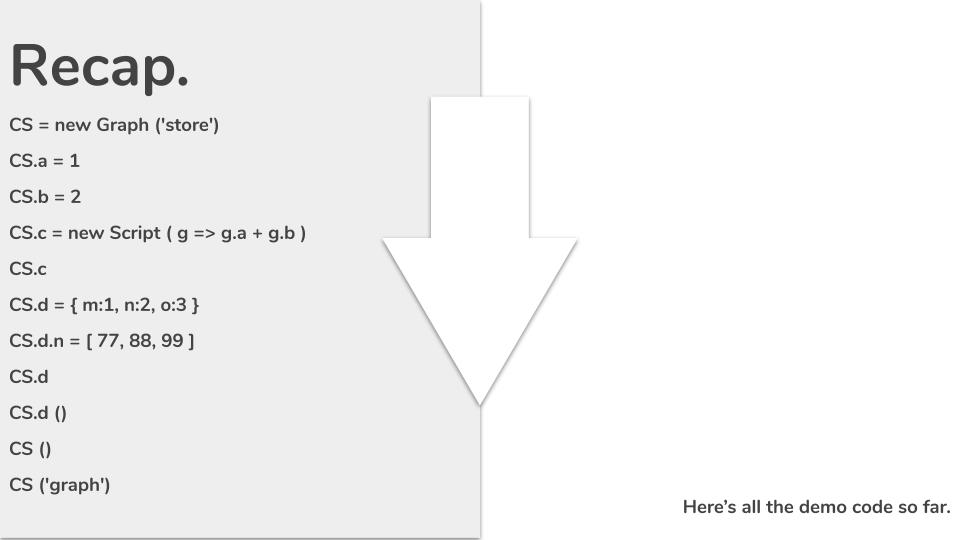 Recap.
CS = new Graph ('store')
CS.a = 1
CS.b = 2
CS.c = new Script ( g => g.a + g.b )
CS.c
CS.d = { m:1, n:2, o:3 }
CS.d.n = [ 77, 88, 99 ]
CS.d
CS.d ()
CS ()
CS ('graph')
Here’s all the demo code so far.